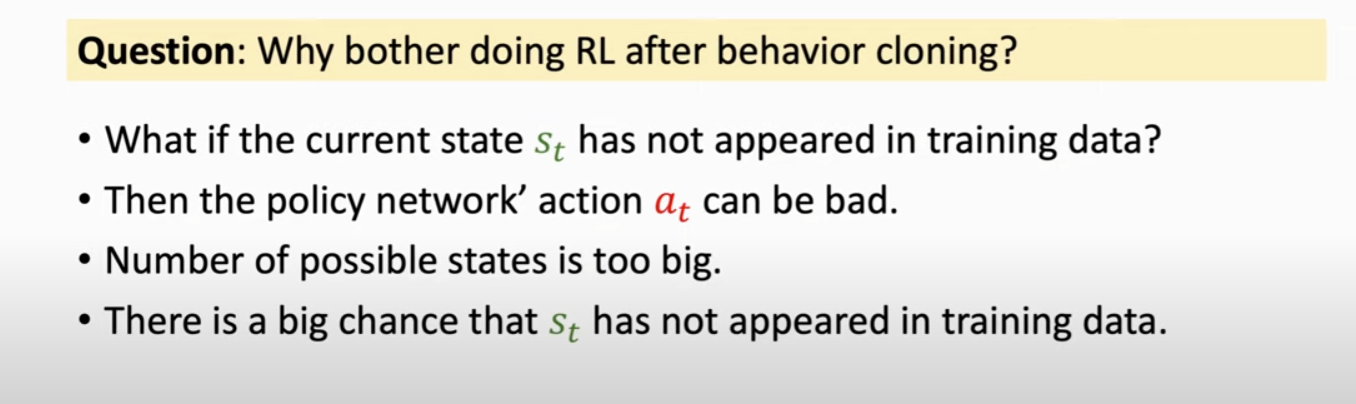 Question: Why bother doing RL after behavior cloning?
• What if the current state s_t has not appeared in training data?
• Then the policy network’ action a_t can be bad.
• Number of possible states is too big.
• There is a big chance that s_t has not appeared in training data.